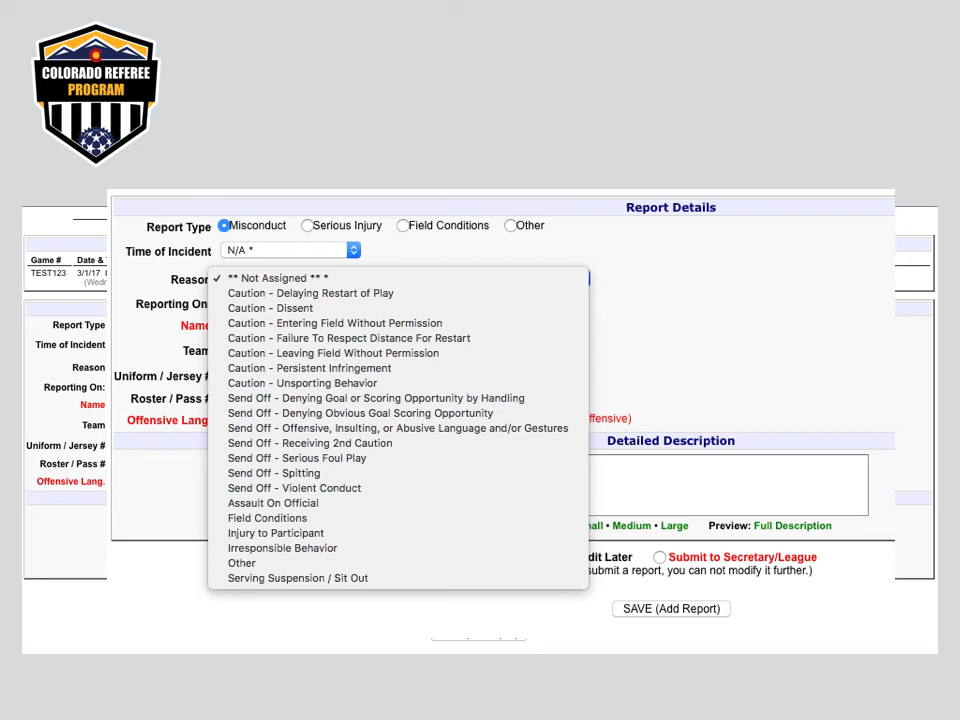 COLORADO REFEREE
PROGRAM
Report Details
Report Type Misconduct Serious Injury Field Conditions Other
Time of Incident N/A *
Reason ✓ ** Not Assigned ** *
Caution - Delaying Restart of Play
Caution - Dissent
Caution - Entering Field Without Permission
Caution - Failure To Respect Distance For Restart
Caution - Leaving Field Without Permission
Caution - Persistent Infringement
Caution - Unsporting Behavior
Send Off - Denying Goal or Scoring Opportunity by Handling
Send Off - Denying Obvious Goal Scoring Opportunity
Send Off - Offensive, Insulting, or Abusive Language and/or Gestures
Send Off - Receiving 2nd Caution
Send Off - Serious Foul Play
Send Off - Spitting
Send Off - Violent Conduct
Assault On Official
Field Conditions
Injury to Participant
Irresponsible Behavior
Other
Serving Suspension / Sit Out
Reporting On
Name
Team
Uniform / Jersey #
Roster / Pass #
Offensive Lang ffensive)
Detailed Description
all • Medium • Large Preview: Full Description
dit Later Submit to Secretary/League
submit a report, you can not modify it further.)
SAVE (Add Report)
Game # Date &
TEST123 3/1/17
(Wedn
Report Type
Time of Incident
Reason
Reporting On:
Name
Team
Uniform / Jersey #
Roster / Pass #
Offensive Lang.